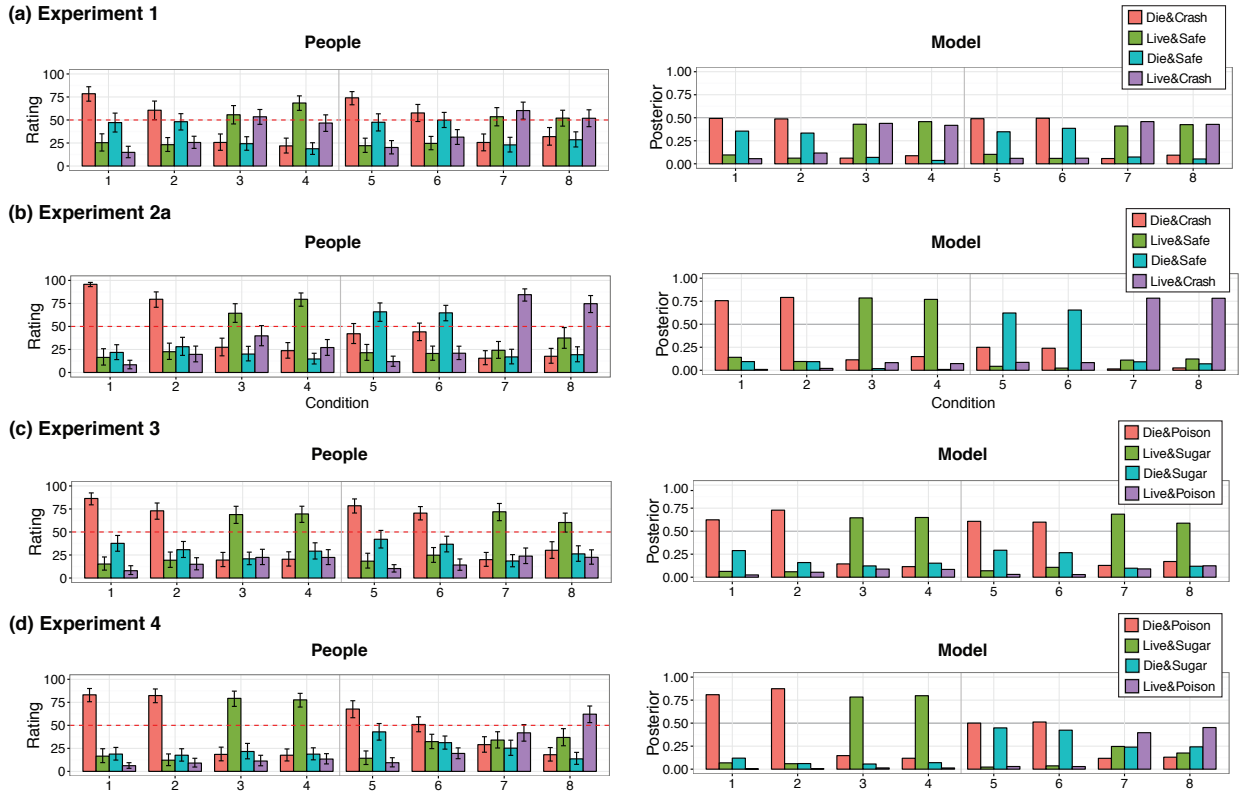 (a) Experiment 1
People
Model
Die&Crash
Live&Safe
Die&Safe
Live&Crash
Rating
100
75
50
25
0
1 2 3 4 5 6 7 8
Posterior
1.00
0.75
0.50
0.25
0.00
1 2 3 4 5 6 7 8
(b) Experiment 2a
People
Model
Die&Crash
Live&Safe
Die&Safe
Live&Crash
Rating
100
75
50
25
0
1 2 3 4 5 6 7 8
Condition
Posterior
1.00
0.75
0.50
0.25
0.00
1 2 3 4 5 6 7 8
Condition
(c) Experiment 3
People
Model
Die&Poison
Live&Sugar
Die&Sugar
Live&Poison
Rating
100
75
50
25
0
1 2 3 4 5 6 7 8
Posterior
1.00
0.75
0.50
0.25
0.00
1 2 3 4 5 6 7 8
(d) Experiment 4
People
Model
Die&Poison
Live&Sugar
Die&Sugar
Live&Poison
Rating
100
75
50
25
0
1 2 3 4 5 6 7 8
Posterior
1.00
0.75
0.50
0.25
0.00
1 2 3 4 5 6 7 8